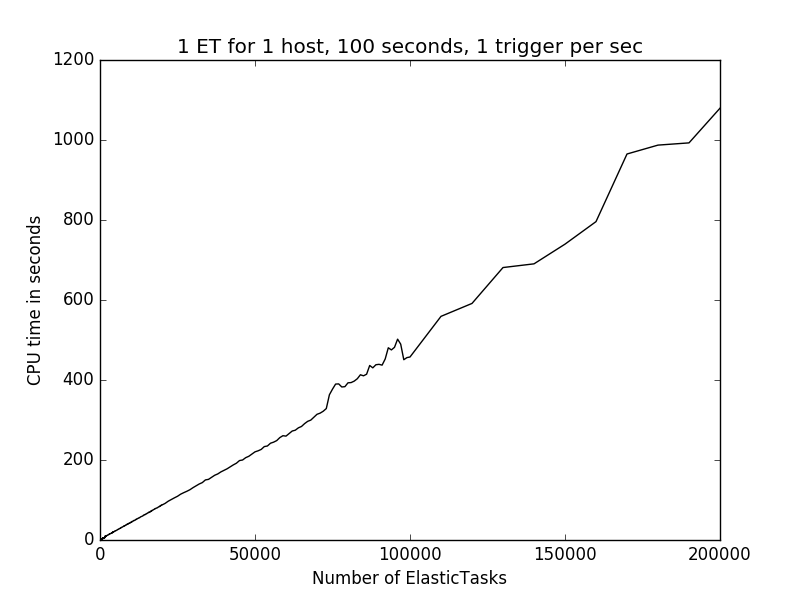 1 ET for 1 host, 100 seconds, 1 trigger per sec
1200
1000
800
600
400
200
0
CPU time in seconds
0 50000 100000 150000 200000
Number of ElasticTasks